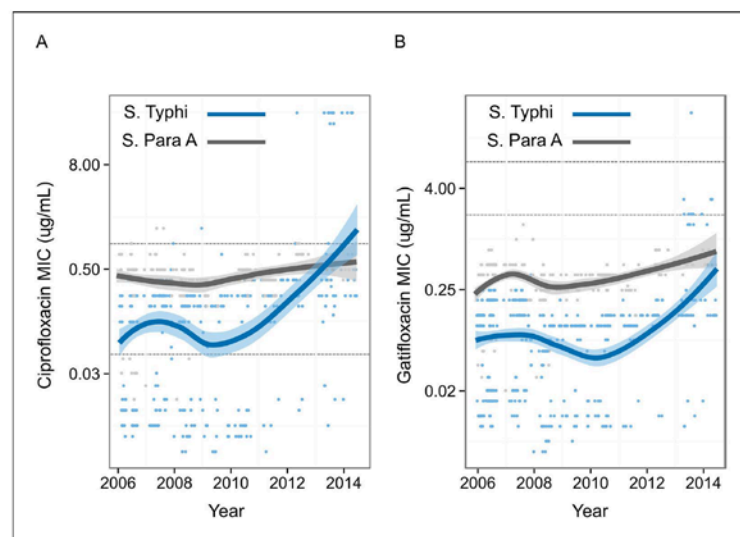 A
S. Typhi
S. Para A
8.00
0.50
0.03
Ciprofloxacin MIC (ug/mL)
2006 2008 2010 2012 2014
Year
B
S. Typhi
S. Para A
4.00
0.25
0.02
Gatifloxacin MIC (ug/mL)
2006 2008 2010 2012 2014
Year